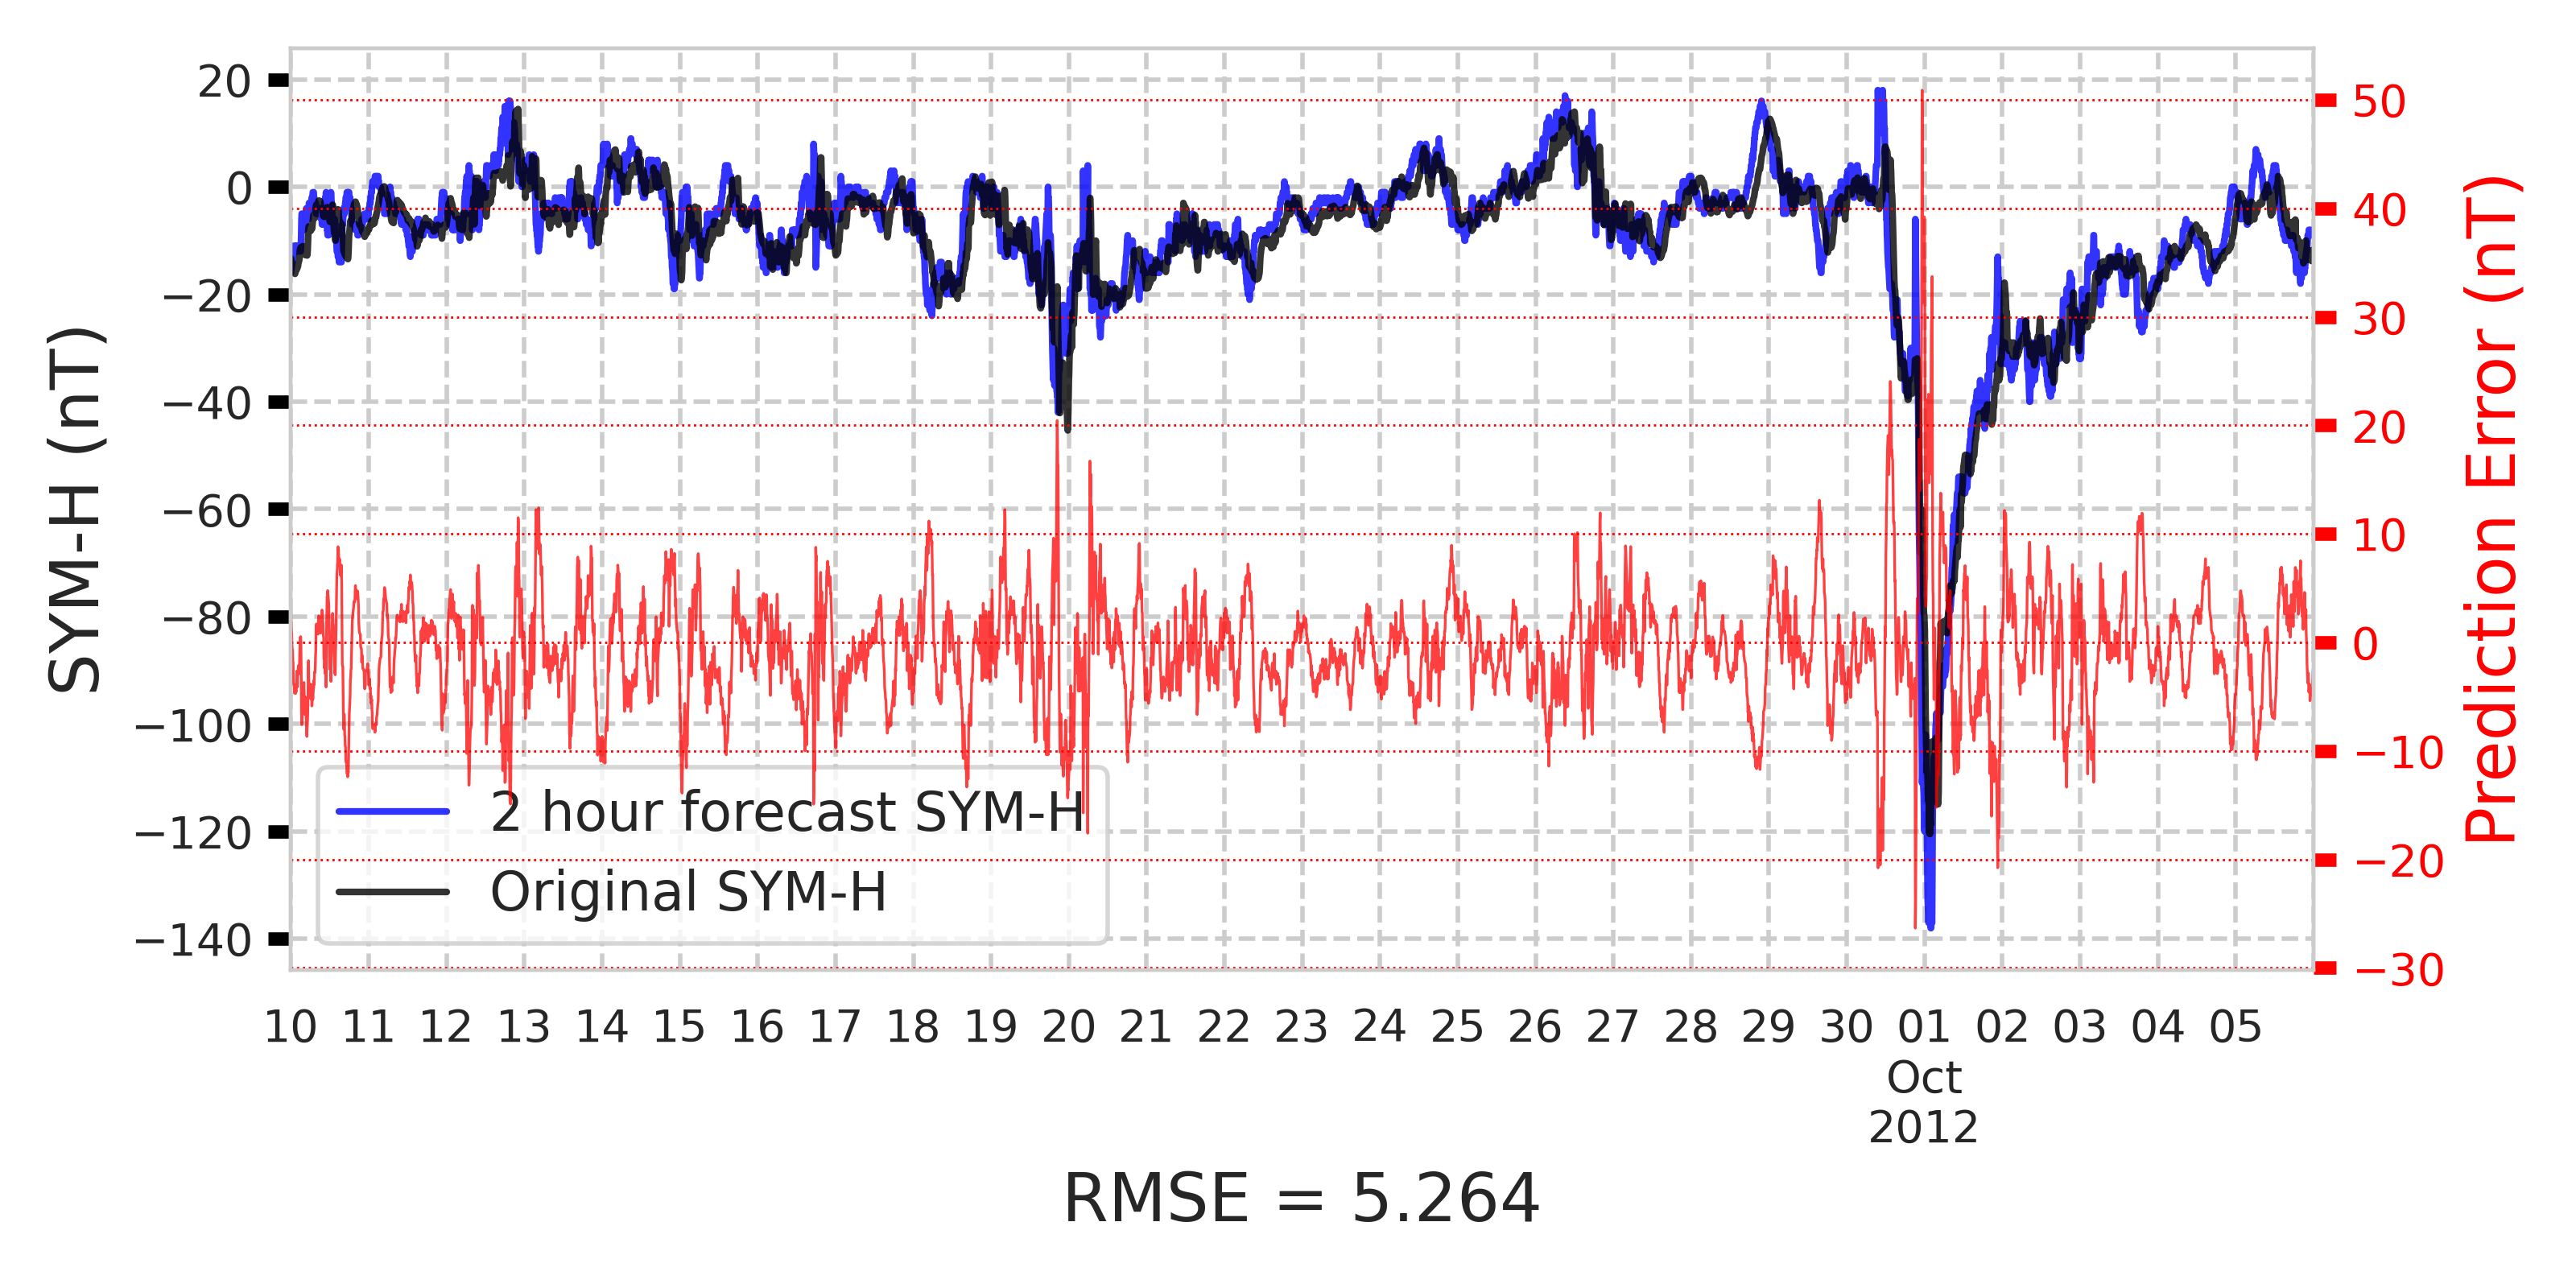 SYM-H (nT)
20
0
−20
−40
−60
−80
−100
−120
−140
2 hour forecast SYM-H
Original SYM-H
50
40
30
20
10
0
−10
−20
−30
Prediction Error (nT)
10 11 12 13 14 15 16 17 18 19 20 21 22 23 24 25 26 27 28 29 30 01 02 03 04 05
Oct
2012
RMSE = 5.264